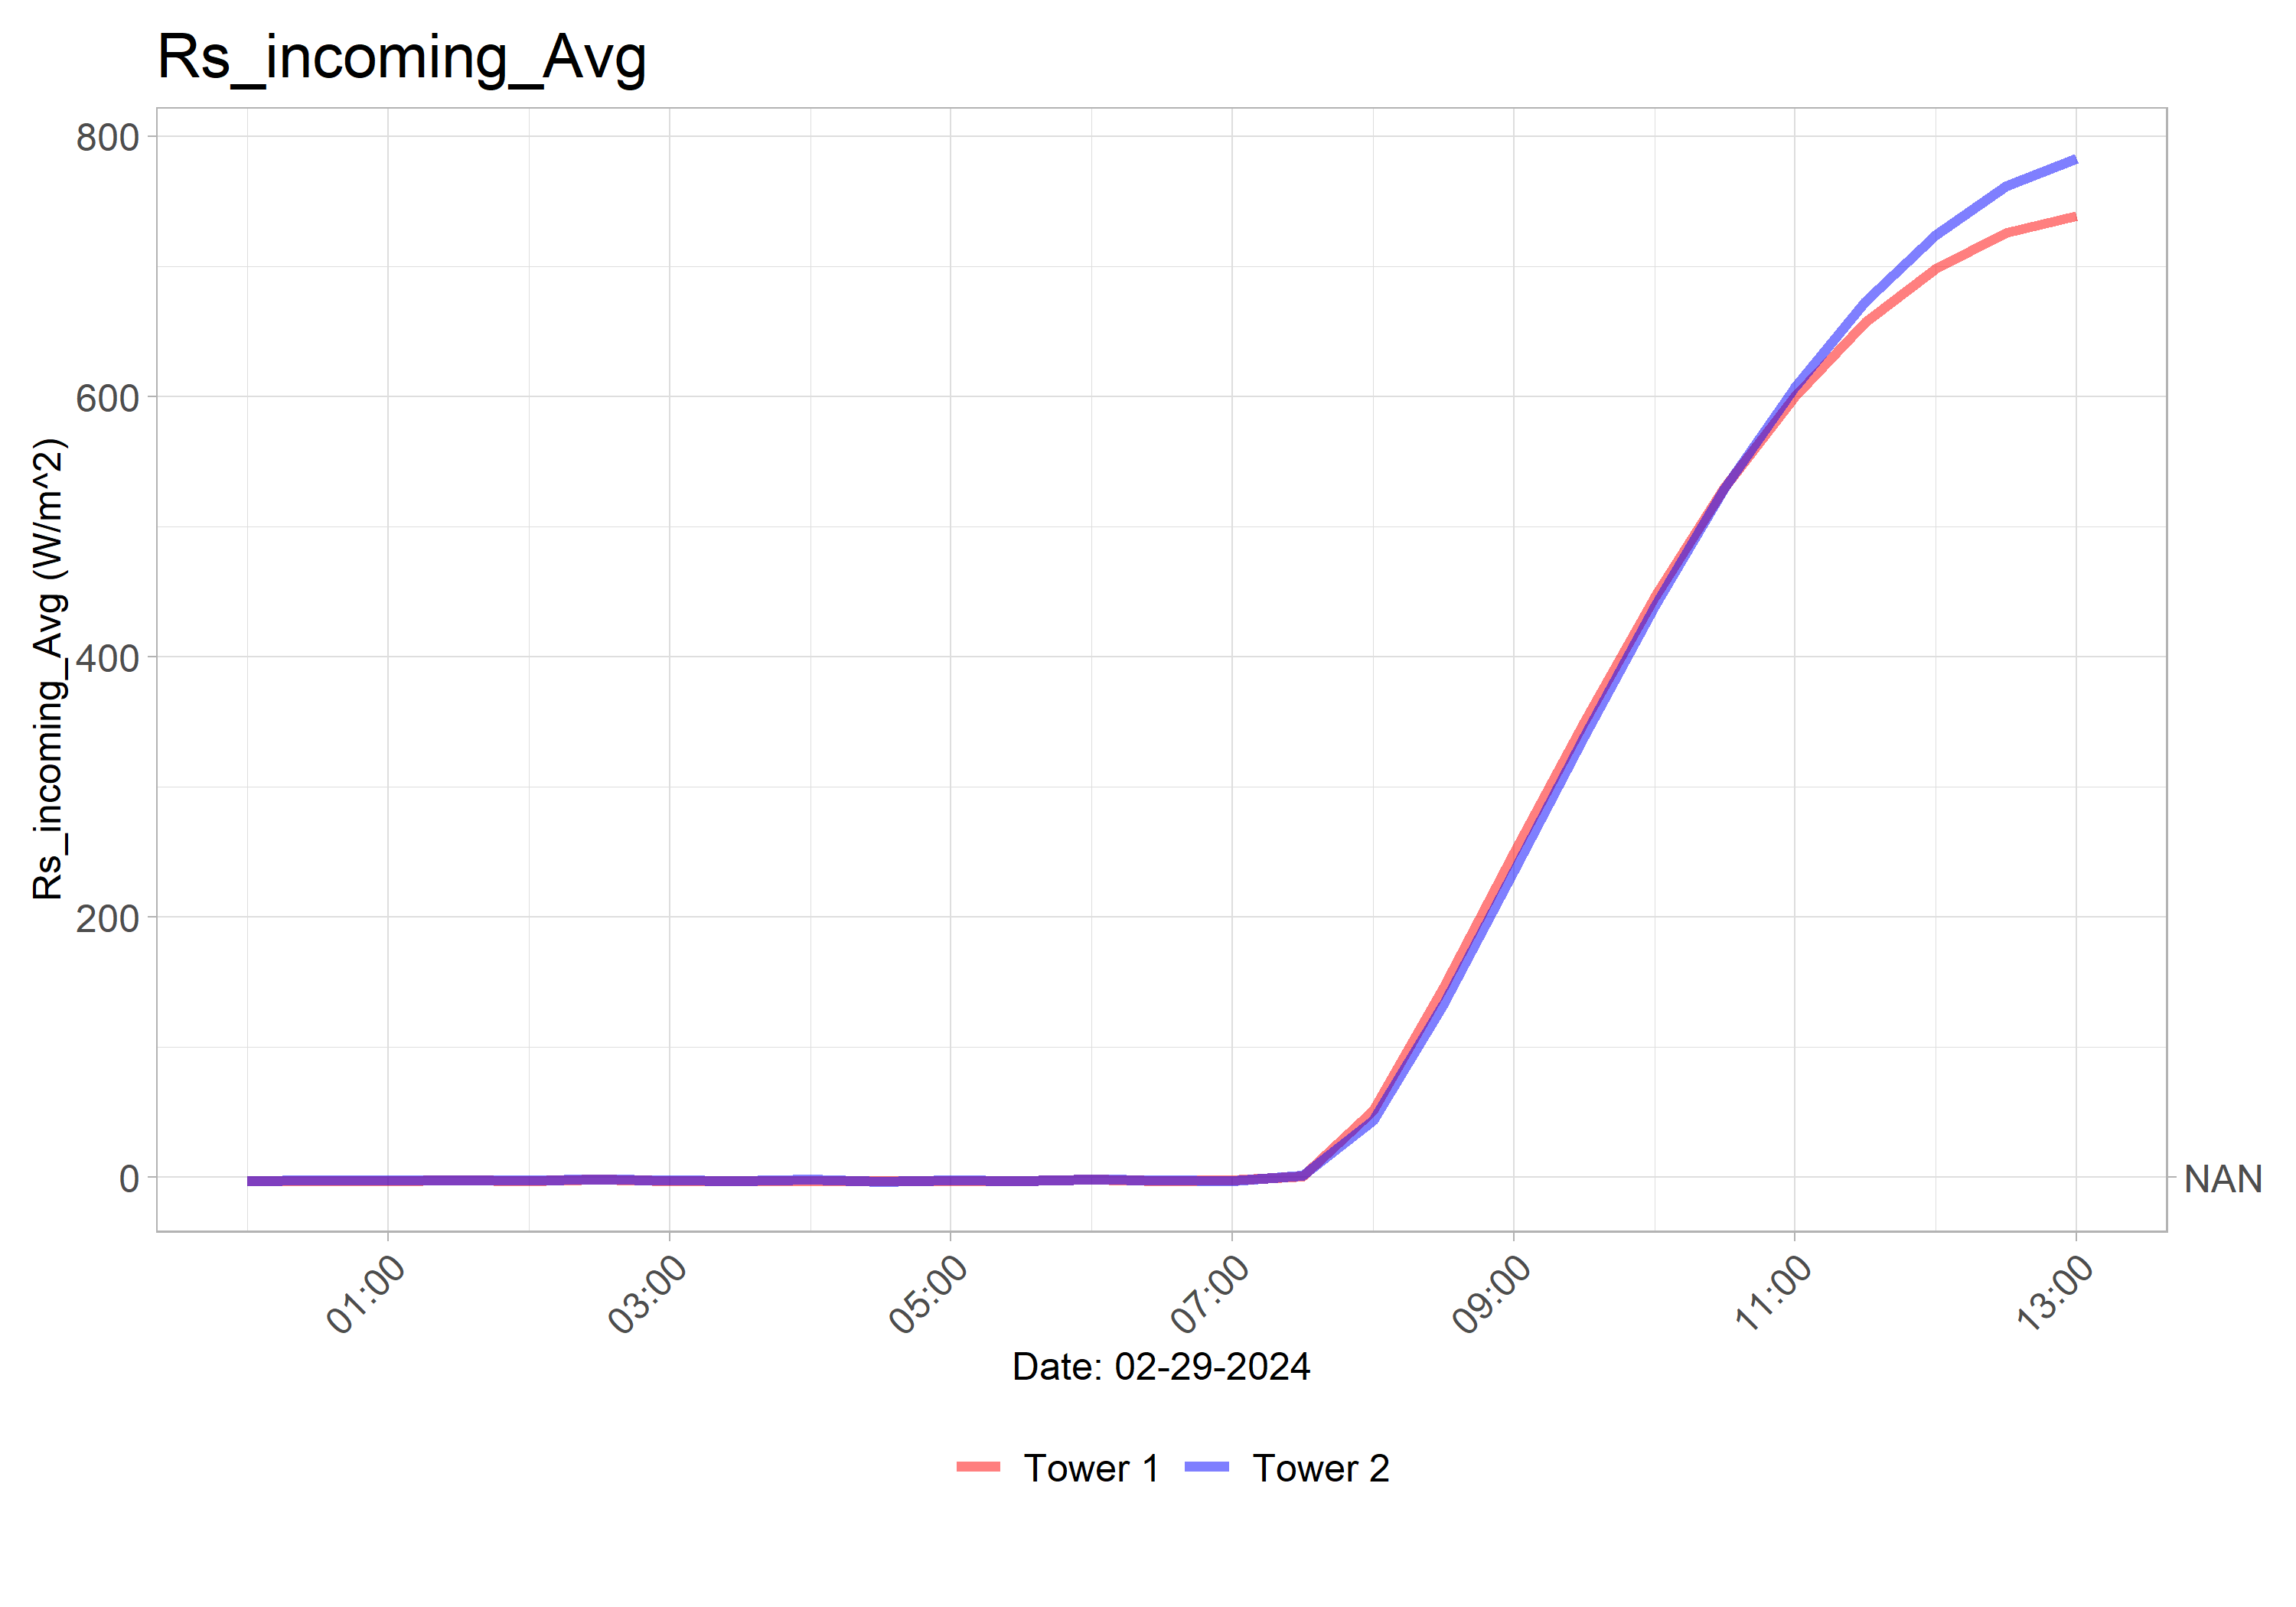 Rs_incoming_Avg
Rs_incoming_Avg (W/m^2)
800
600
400
200
0
NAN
01:00
03:00
05:00
07:00
09:00
11:00
13:00
Date: 02-29-2024
Tower 1
Tower 2